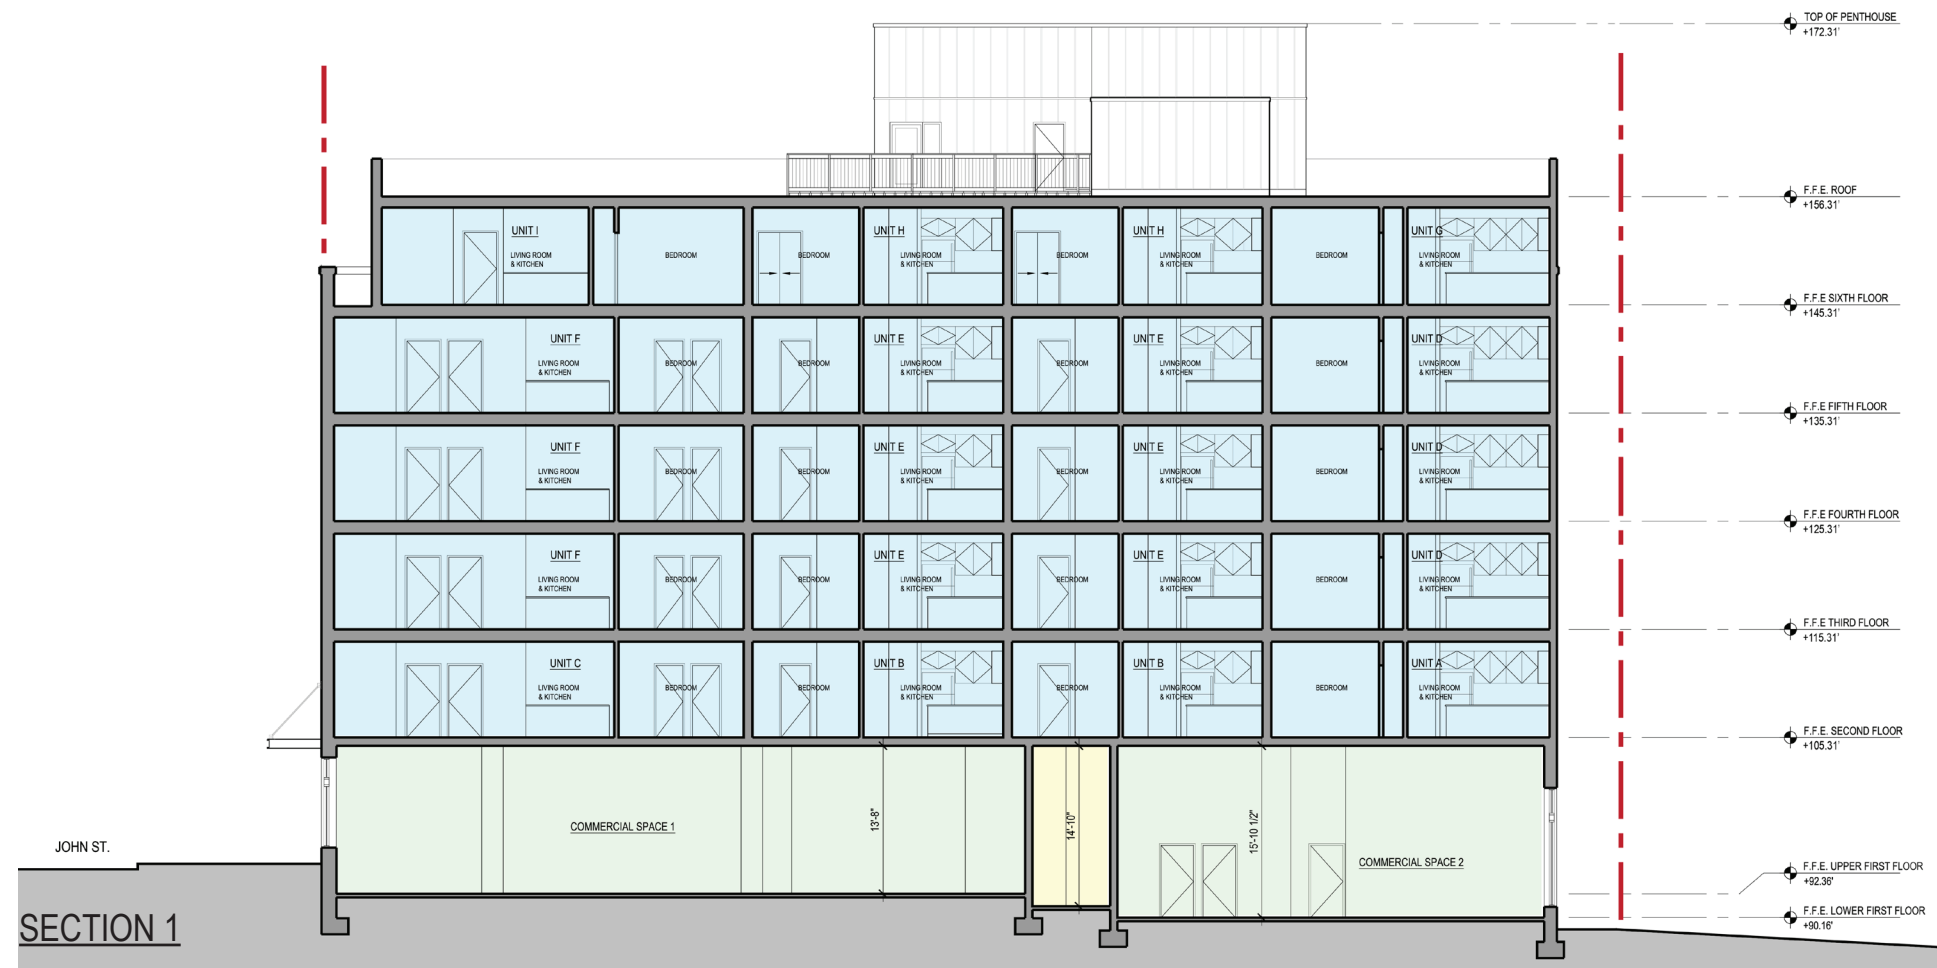 TOP OF PENTHOUSE
+172.31'
F.F.E. ROOF
+156.31'
UNIT I
LIVING ROOM
& KITCHEN
BEDROOM
BEDROOM
UNIT H
LIVING ROOM
& KITCHEN
BEDROOM
UNIT H
LIVING ROOM
& KITCHEN
BEDROOM
UNIT G
LIVING ROOM
& KITCHEN
F.F.E SIXTH FLOOR
+145.31'
UNIT F
LIVING ROOM
& KITCHEN
BEDROOM
BEDROOM
UNIT E
LIVING ROOM
& KITCHEN
BEDROOM
UNIT E
LIVING ROOM
& KITCHEN
BEDROOM
UNIT D
LIVING ROOM
& KITCHEN
F.F.E FIFTH FLOOR
+135.31'
UNIT F
LIVING ROOM
& KITCHEN
BEDROOM
BEDROOM
UNIT E
LIVING ROOM
& KITCHEN
BEDROOM
UNIT E
LIVING ROOM
& KITCHEN
BEDROOM
UNIT D
LIVING ROOM
& KITCHEN
F.F.E FOURTH FLOOR
+125.31'
UNIT F
LIVING ROOM
& KITCHEN
BEDROOM
BEDROOM
UNIT E
LIVING ROOM
& KITCHEN
BEDROOM
UNIT E
LIVING ROOM
& KITCHEN
BEDROOM
UNIT D
LIVING ROOM
& KITCHEN
F.F.E THIRD FLOOR
+115.31'
UNIT C
LIVING ROOM
& KITCHEN
BEDROOM
BEDROOM
UNIT B
LIVING ROOM
& KITCHEN
BEDROOM
UNIT B
LIVING ROOM
& KITCHEN
BEDROOM
UNIT A
LIVING ROOM
& KITCHEN
F.F.E. SECOND FLOOR
+105.31'
COMMERCIAL SPACE 1
13'-8"
14'-10"
15'-10 1/2"
COMMERCIAL SPACE 2
JOHN ST.
F.F.E. UPPER FIRST FLOOR
+92.36'
F.F.E. LOWER FIRST FLOOR
+90.16'
SECTION 1